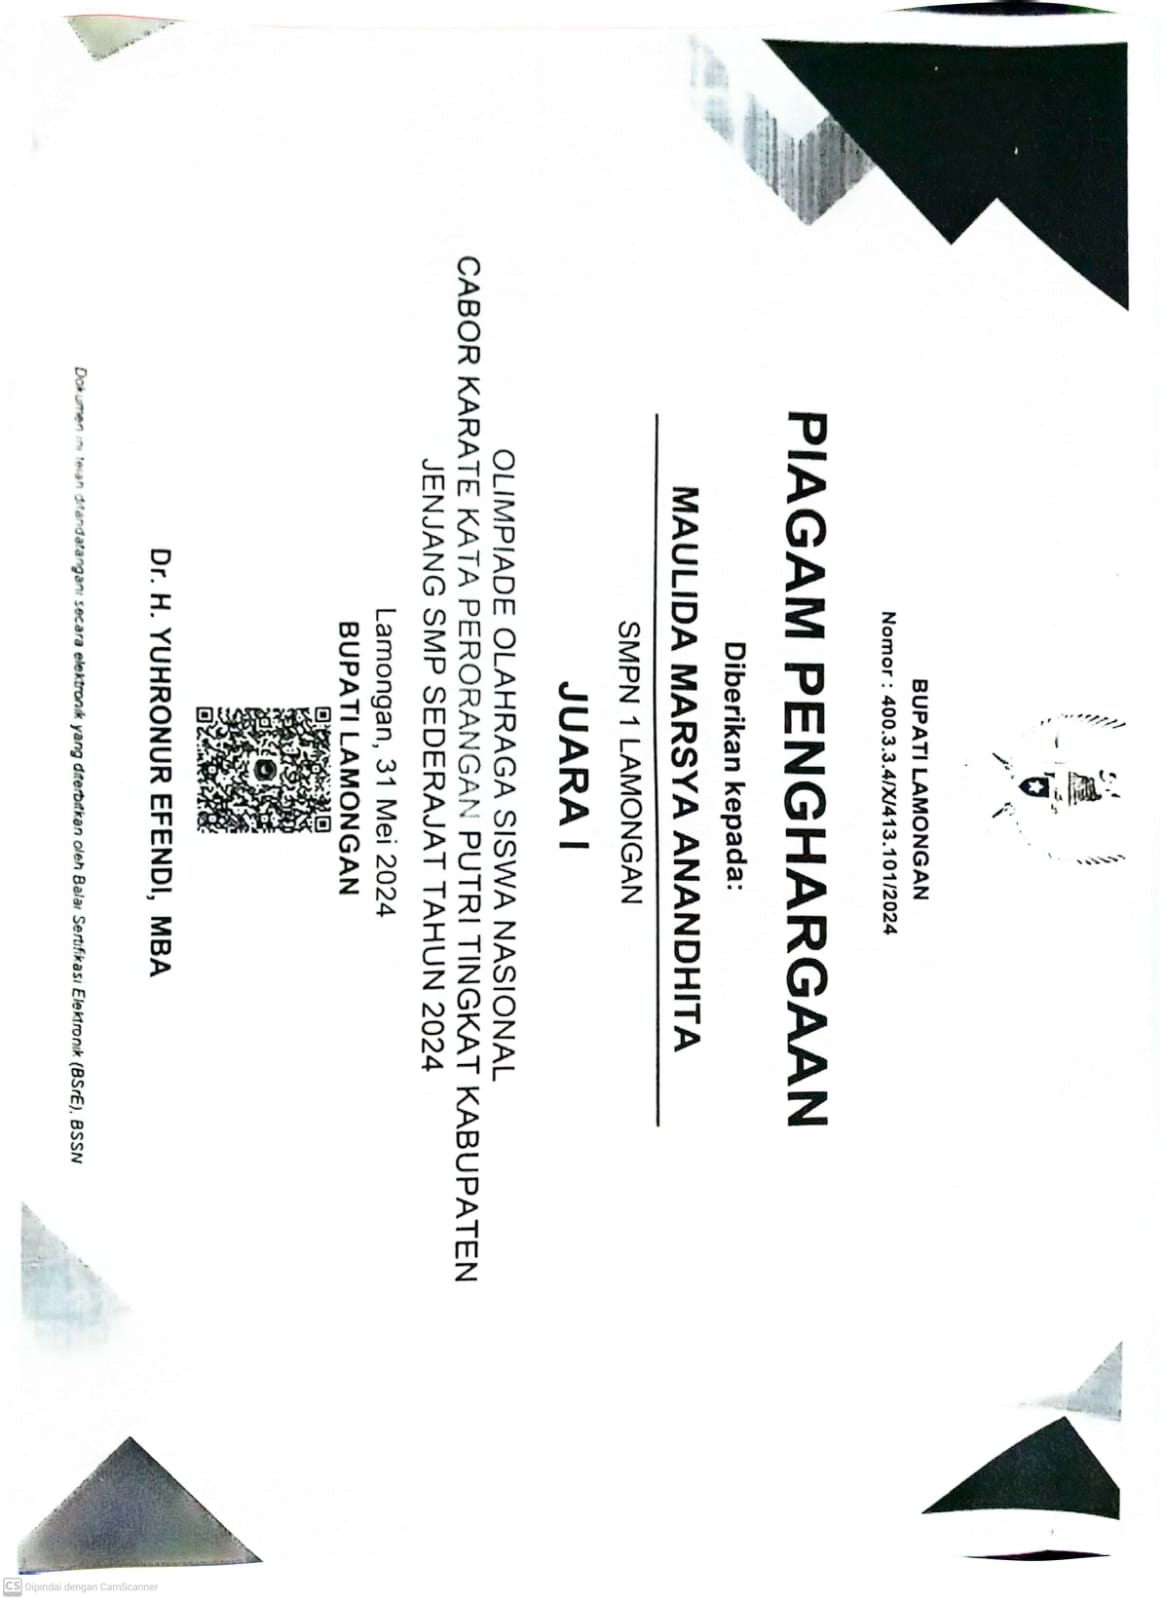 BUPATI LAMONGAN
Nomor : 400.3.3.4/X/413.101/2024
PIAGAM PENGHARGAAN
Diberikan kepada:
MAULIDA MARSYA ANANDHITA
SMPN 1 LAMONGAN
JUARA I
OLIMPIADE OLAHRAGA SISWA NASIONAL
CABOR KARATE KATA PERORANGAN PUTRI TINGKAT KABUPATEN
JENJANG SMP SEDERAJAT TAHUN 2024
Lamongan, 31 Mei 2024
BUPATI LAMONGAN
Dr. H. YUHRONUR EFENDI, MBA
Dokumen ini telah ditandatangani secara elektronik yang diterbitkan oleh Balai Sertifikasi Elektronik (BSrE), BSSN
CS Dipindai dengan CamScanner